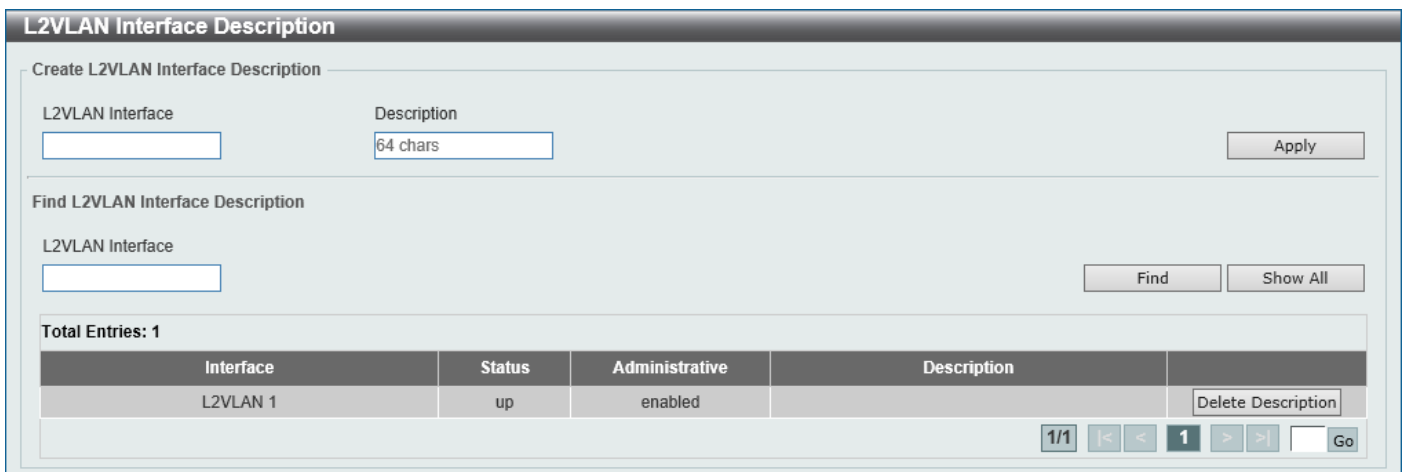 L2VLAN Interface Description
Create L2VLAN Interface Description
L2VLAN Interface Description
64 chars Apply
Find L2VLAN Interface Description
L2VLAN Interface
Find Show All
Total Entries: 1
Interface Status Administrative Description
L2VLAN 1 up enabled Delete Description
1/1 |< < 1 > >| Go